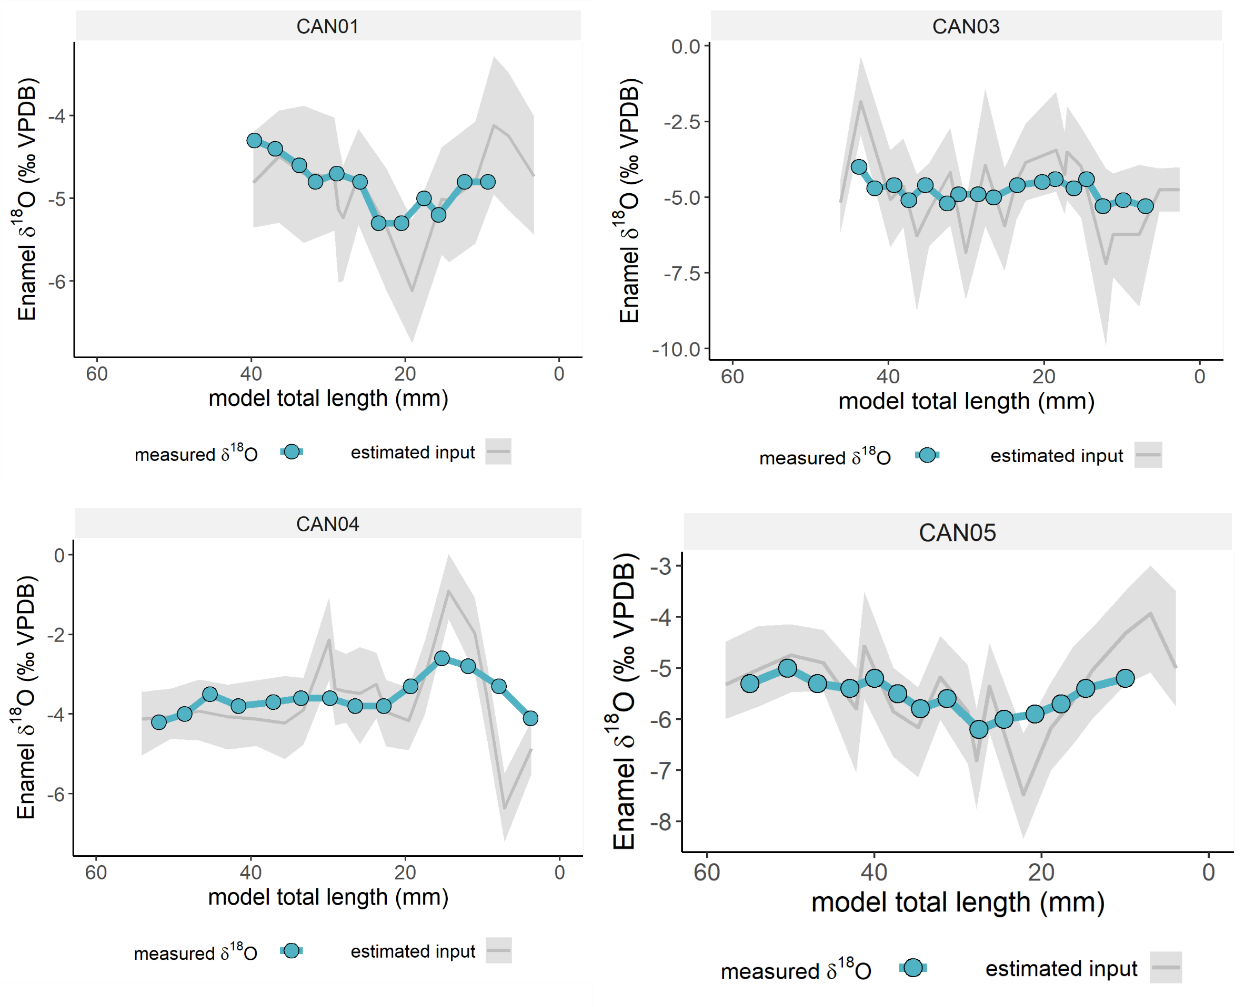 CAN01
Enamel δ¹⁸O (‰ VPDB)
-4
-5
-6
60 40 20 0
model total length (mm)
measured δ¹⁸O estimated input
CAN03
Enamel δ¹⁸O (‰ VPDB)
0.0
-2.5
-5.0
-7.5
-10.0
60 40 20 0
model total length (mm)
measured δ¹⁸O estimated input
CAN04
Enamel δ¹⁸O (‰ VPDB)
0
-2
-4
-6
60 40 20 0
model total length (mm)
measured δ¹⁸O estimated input
CAN05
Enamel δ¹⁸O (‰ VPDB)
-3
-4
-5
-6
-7
-8
60 40 20 0
model total length (mm)
measured δ¹⁸O estimated input